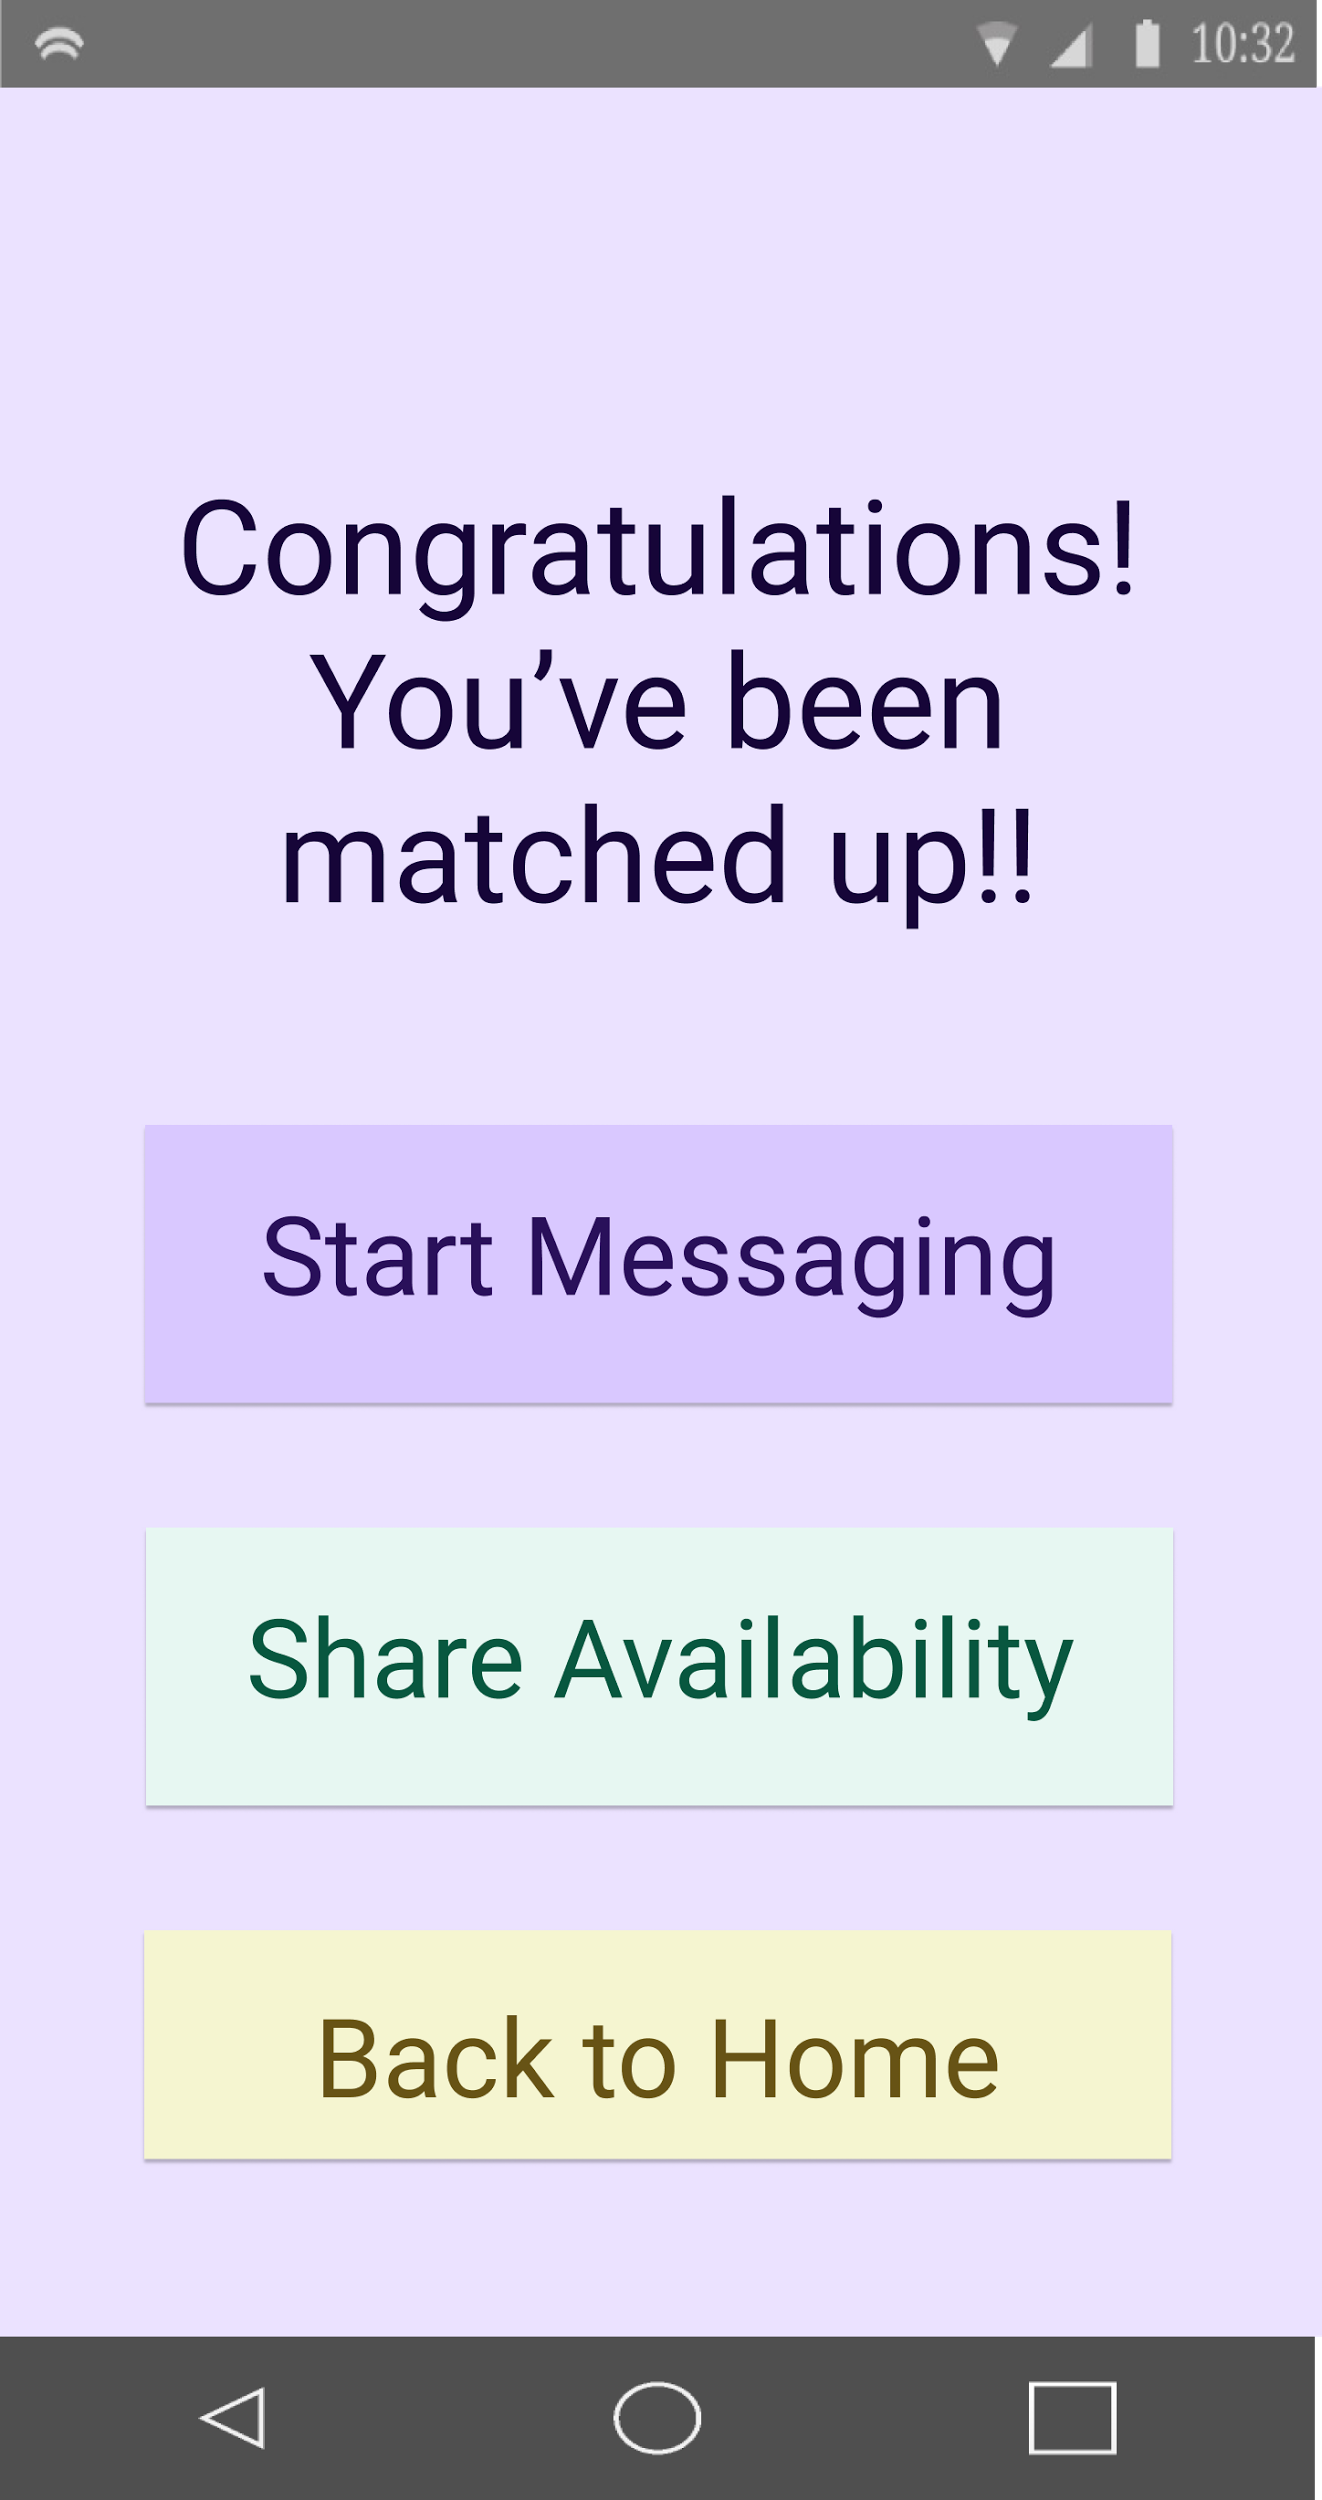 10:32
Congratulations!
You’ve been
matched up!!
Start Messaging
Share Availability
Back to Home